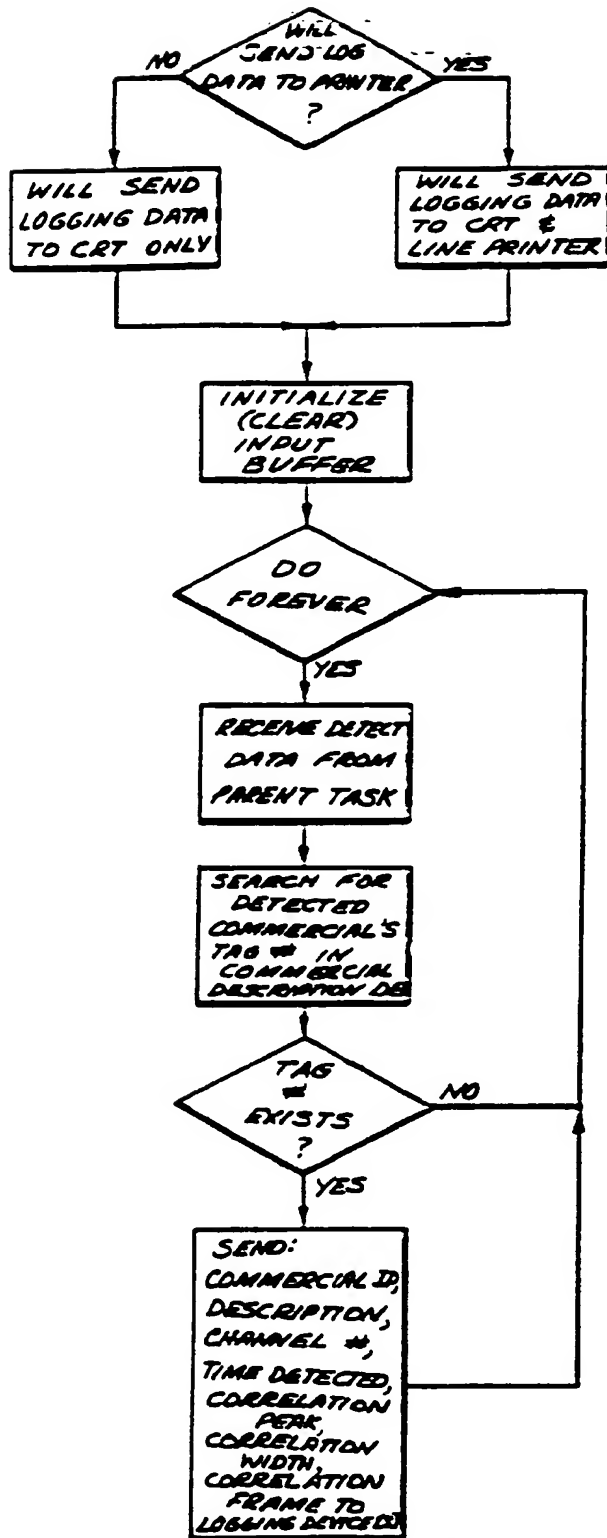 WILL
SEND LOG
DATA TO PRINTER
?
NO
YES
WILL SEND
LOGGING DATA
TO CRT ONLY
WILL SEND
LOGGING DATA
TO CRT &
LINE PRINTER
INITIALIZE
(CLEAR)
INPUT
BUFFER
DO
FOREVER
YES
RECEIVE DETECT
DATA FROM
PARENT TASK
SEARCH FOR
DETECTED
COMMERCIAL'S
TAG # IN
COMMERCIAL
DESCRIPTION
TAG
#
EXISTS
?
NO
YES
SEND:
COMMERCIAL ID,
DESCRIPTION,
CHANNEL #,
TIME DETECTED,
CORRELATION
PEAK,
CORRELATION
WIDTH,
CORRELATION
FRAME TO
LOGGING